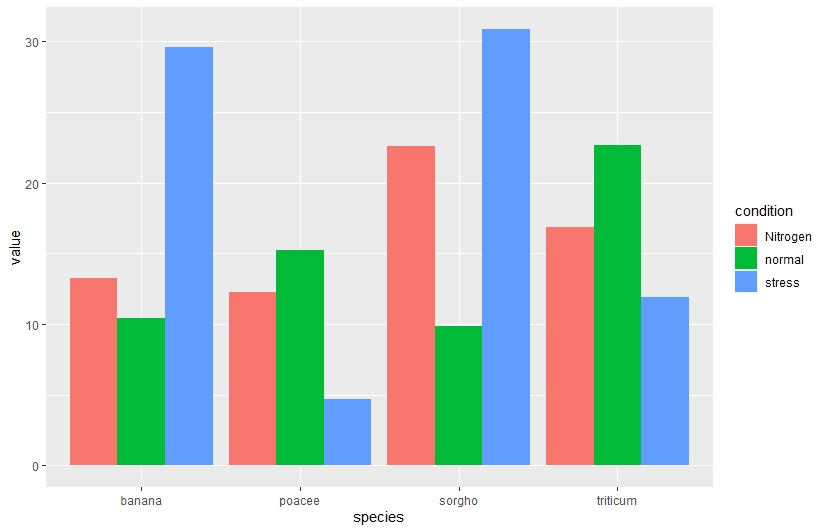 value
30
20
10
0
banana poacee sorgho triticum
species
condition
Nitrogen
normal
stress